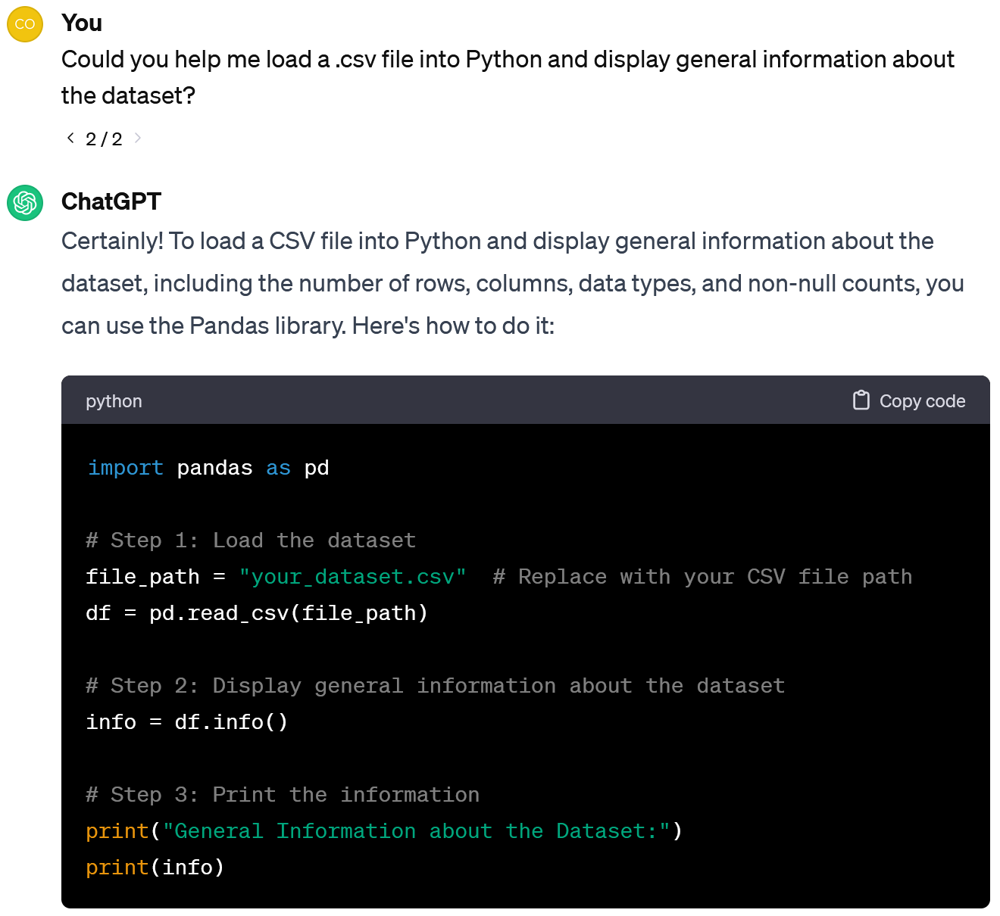 CO
You
Could you help me load a .csv file into Python and display general information about
the dataset?
2 / 2
ChatGPT
Certainly! To load a CSV file into Python and display general information about the
dataset, including the number of rows, columns, data types, and non-null counts, you
can use the Pandas library. Here's how to do it:
python
Copy code
import pandas as pd
# Step 1: Load the dataset
file_path = "your_dataset.csv"  # Replace with your CSV file path
df = pd.read_csv(file_path)
# Step 2: Display general information about the dataset
info = df.info()
# Step 3: Print the information
print("General Information about the Dataset:")
print(info)